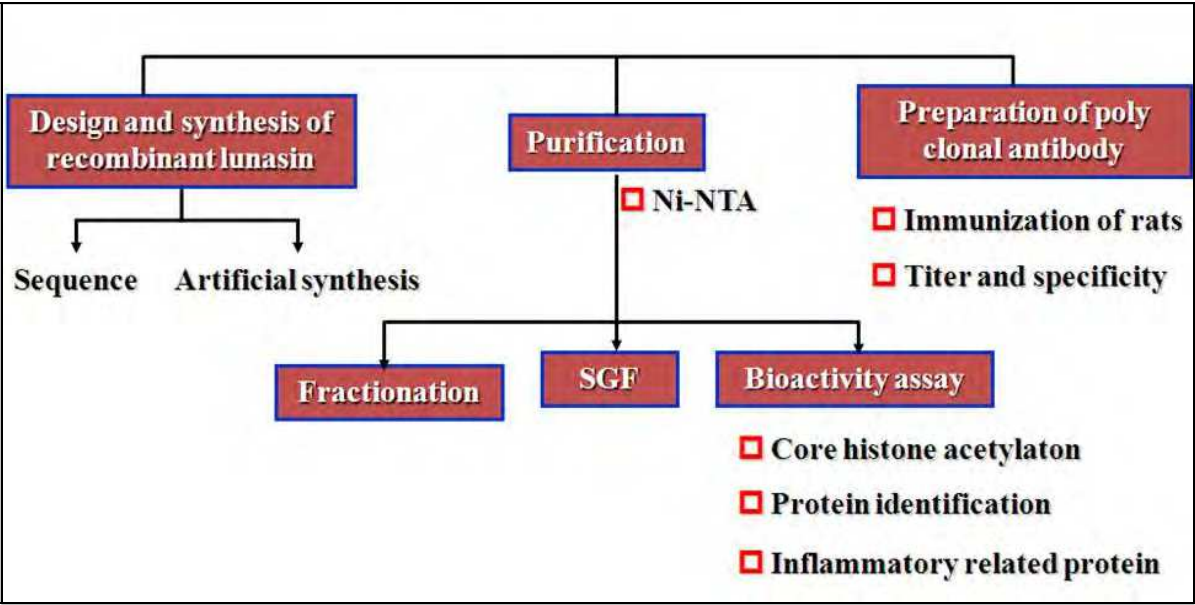 Design and synthesis of
recombinant lunasin
Purification
Preparation of poly
clonal antibody
Ni-NTA
Immunization of rats
Titer and specificity
Sequence
Artificial synthesis
Fractionation
SGF
Bioactivity assay
Core histone acetylaton
Protein identification
Inflammatory related protein